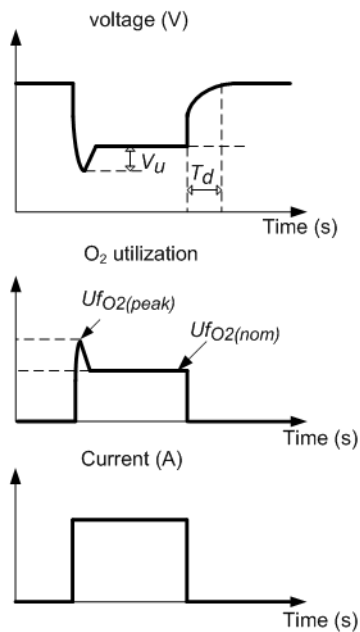 voltage (V)
Vu
Td
Time (s)
O₂ utilization
UfO2(peak)
UfO2(nom)
Time (s)
Current (A)
Time (s)